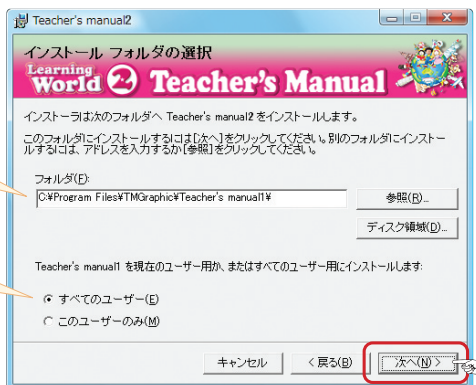 Teacher's manual2
インストール フォルダの選択
Learning
World 2 Teacher's Manual
インストーラは次のフォルダへ Teacher's manual2 をインストールします。
このフォルダにインストールするには[次へ]をクリックしてください。別のフォルダにインストー
ルするには、アドレスを入力するか[参照]をクリックしてください。
フォルダ(F):
C:¥Program Files¥TMGraphic¥Teacher's manual1¥
参照(R)...
ディスク領域(D)...
Teacher's manual1 を現在のユーザー用か、またはすべてのユーザー用にインストールします:
すべてのユーザー(E)
このユーザーのみ(M)
キャンセル
< 戻る(B)
次へ(N) >